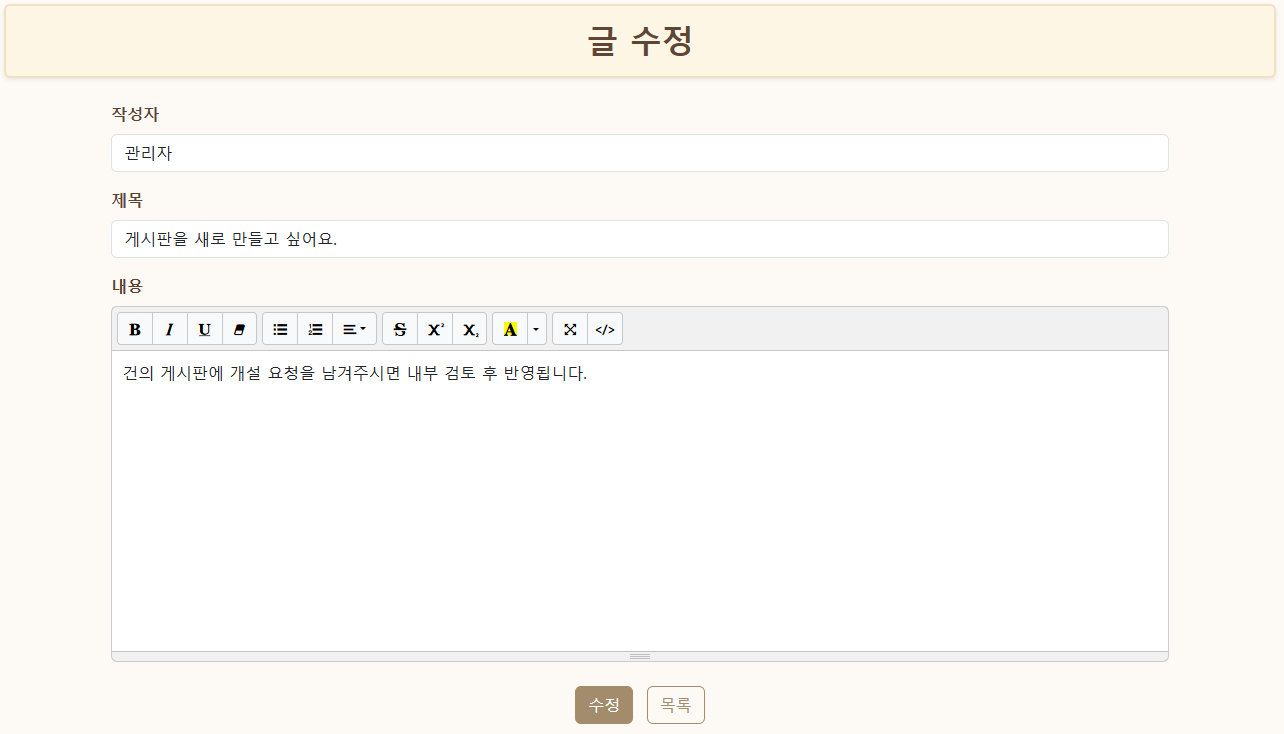 글 수정
작성자
관리자
제목
게시판을 새로 만들고 싶어요.
내용
B I U S X² X₂ A </>
건의 게시판에 개설 요청을 남겨주시면 내부 검토 후 반영됩니다.
수정 목록